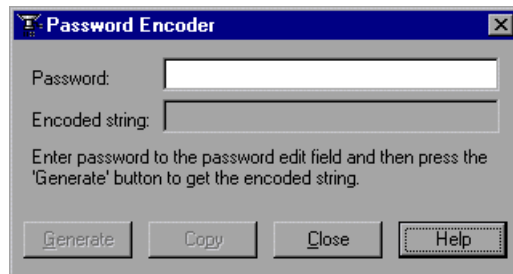 Password Encoder
Password:
Encoded string:
Enter password to the password edit field and then press the
'Generate' button to get the encoded string.
Generate Copy Close Help